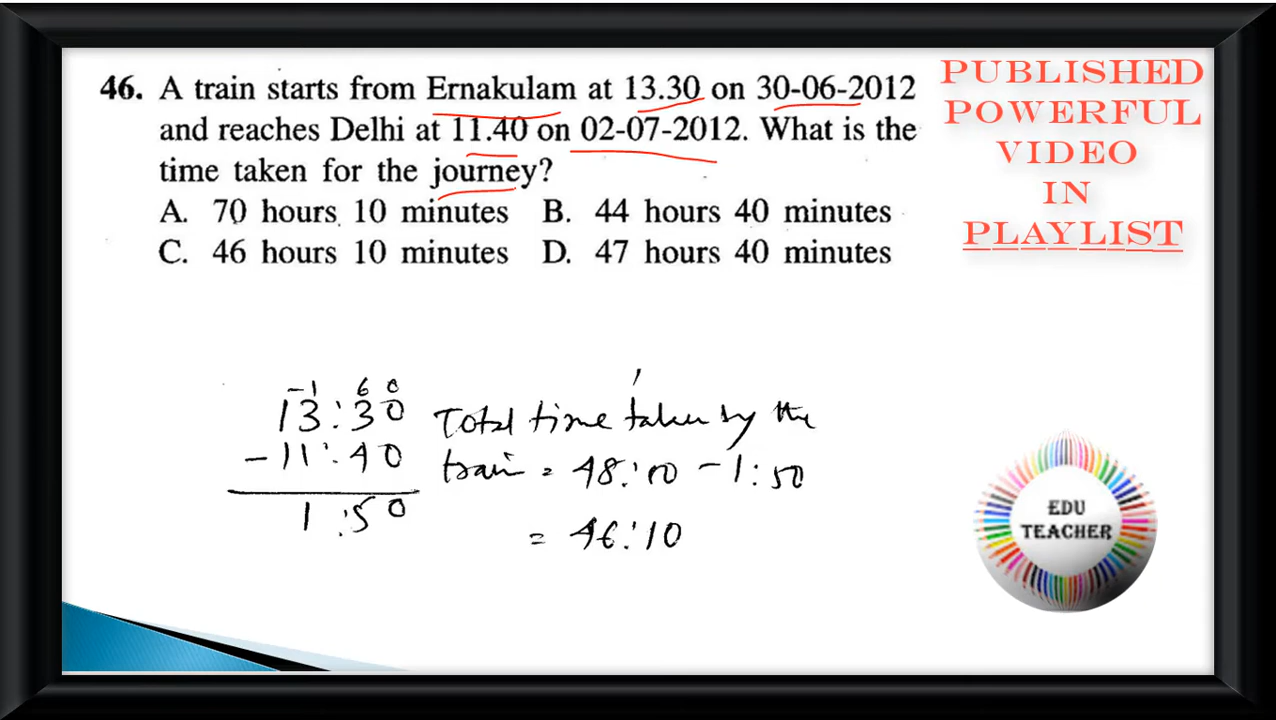 46. A train starts from Ernakulam at 13.30 on 30-06-2012
and reaches Delhi at 11.40 on 02-07-2012. What is the
time taken for the journey?
A. 70 hours 10 minutes B. 44 hours 40 minutes
C. 46 hours 10 minutes D. 47 hours 40 minutes
PUBLISHED
POWERFUL
VIDEO
IN
PLAYLIST
-1 60
13:30
-11:40
1:50
Total time taken by the
train = 48:00 - 1:50
= 46:10
EDU
TEACHER